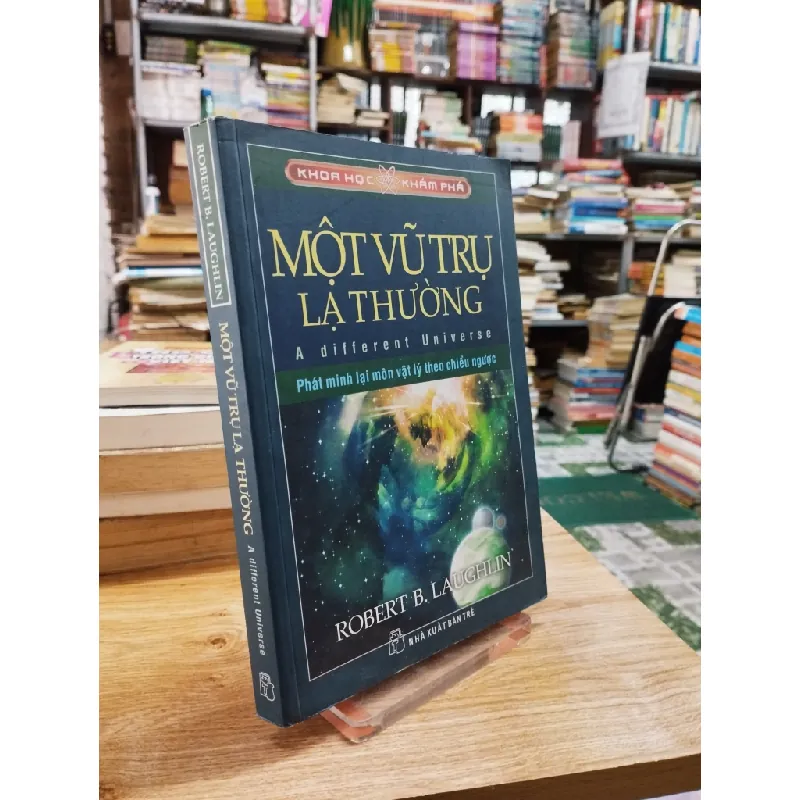 KHOA HỌC KHÁM PHÁ
MỘT VŨ TRỤ
LẠ THƯỜNG
A different Universe
Phát minh lại môn vật lý theo chiều ngược
ROBERT B. LAUGHLIN
NHÀ XUẤT BẢN TRẺ
ROBERT B. LAUGHLIN
MỘT VŨ TRỤ LẠ THƯỜNG
A different Universe